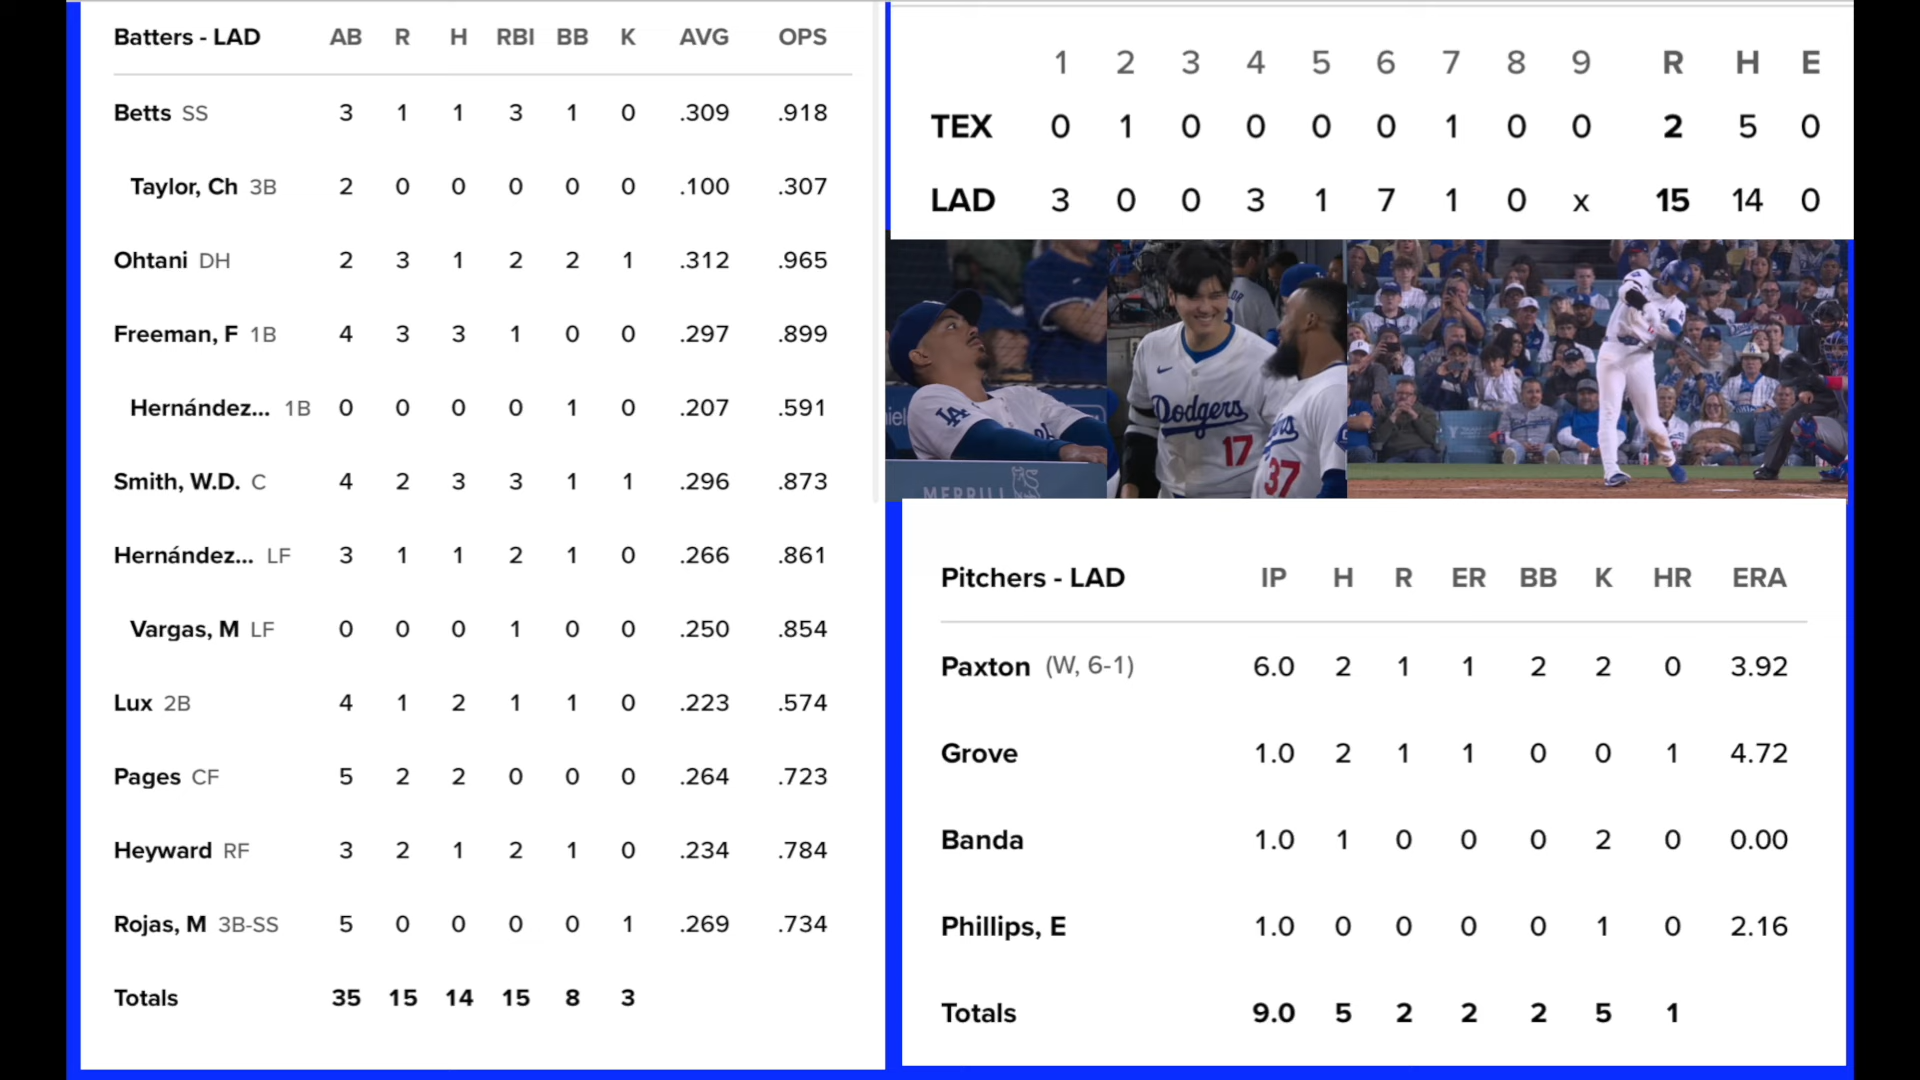 Batters - LAD AB R H RBI BB K AVG OPS
Betts SS 3 1 1 3 1 0 .309 .918
Taylor, Ch 3B 2 0 0 0 0 0 .100 .307
Ohtani DH 2 3 1 2 2 1 .312 .965
Freeman, F 1B 4 3 3 1 0 0 .297 .899
Hernández... 1B 0 0 0 0 1 0 .207 .591
Smith, W.D. C 4 2 3 3 1 1 .296 .873
Hernández... LF 3 1 1 2 1 0 .266 .861
Vargas, M LF 0 0 0 1 0 0 .250 .854
Lux 2B 4 1 2 1 1 0 .223 .574
Pages CF 5 2 2 0 0 0 .264 .723
Heyward RF 3 2 1 2 1 0 .234 .784
Rojas, M 3B-SS 5 0 0 0 0 1 .269 .734
Totals 35 15 14 15 8 3
1 2 3 4 5 6 7 8 9 R H E
TEX 0 1 0 0 0 0 1 0 0 2 5 0
LAD 3 0 0 3 1 7 1 0 x 15 14 0
LA
MERRILL
Dodgers
17
37
Pitchers - LAD IP H R ER BB K HR ERA
Paxton (W, 6-1) 6.0 2 1 1 2 2 0 3.92
Grove 1.0 2 1 1 0 0 1 4.72
Banda 1.0 1 0 0 0 2 0 0.00
Phillips, E 1.0 0 0 0 0 1 0 2.16
Totals 9.0 5 2 2 2 5 1